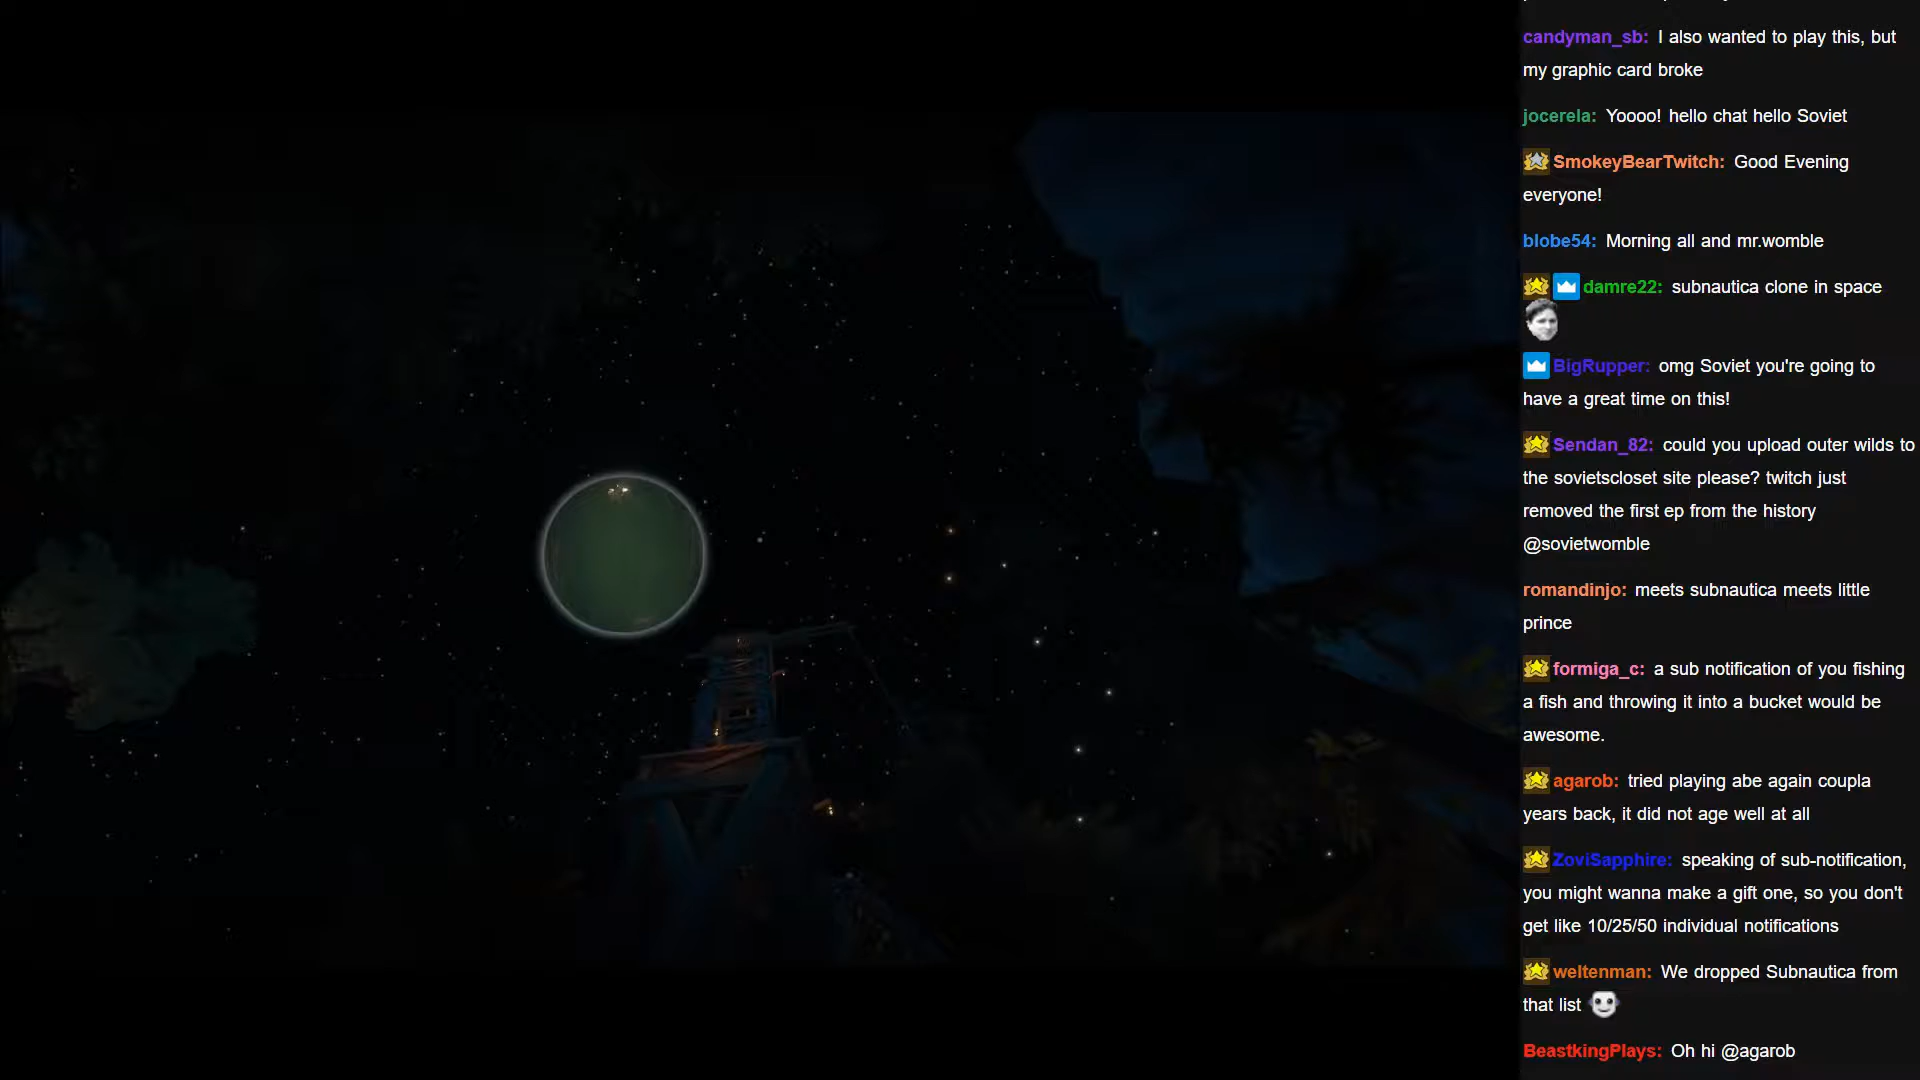 candyman_sb: I also wanted to play this, but
my graphic card broke
jocerela: Yoooo! hello chat hello Soviet
SmokeyBearTwitch: Good Evening
everyone!
blobe54: Morning all and mr.womble
damre22: subnautica clone in space
BigRupper: omg Soviet you're going to
have a great time on this!
Sendan_82: could you upload outer wilds to
the sovietscloset site please? twitch just
removed the first ep from the history
@sovietwomble
romandinjo: meets subnautica meets little
prince
formiga_c: a sub notification of you fishing
a fish and throwing it into a bucket would be
awesome.
agarob: tried playing abe again coupla
years back, it did not age well at all
ZoviSapphire: speaking of sub-notification,
you might wanna make a gift one, so you don't
get like 10/25/50 individual notifications
weltenman: We dropped Subnautica from
that list
BeastkingPlays: Oh hi @agarob